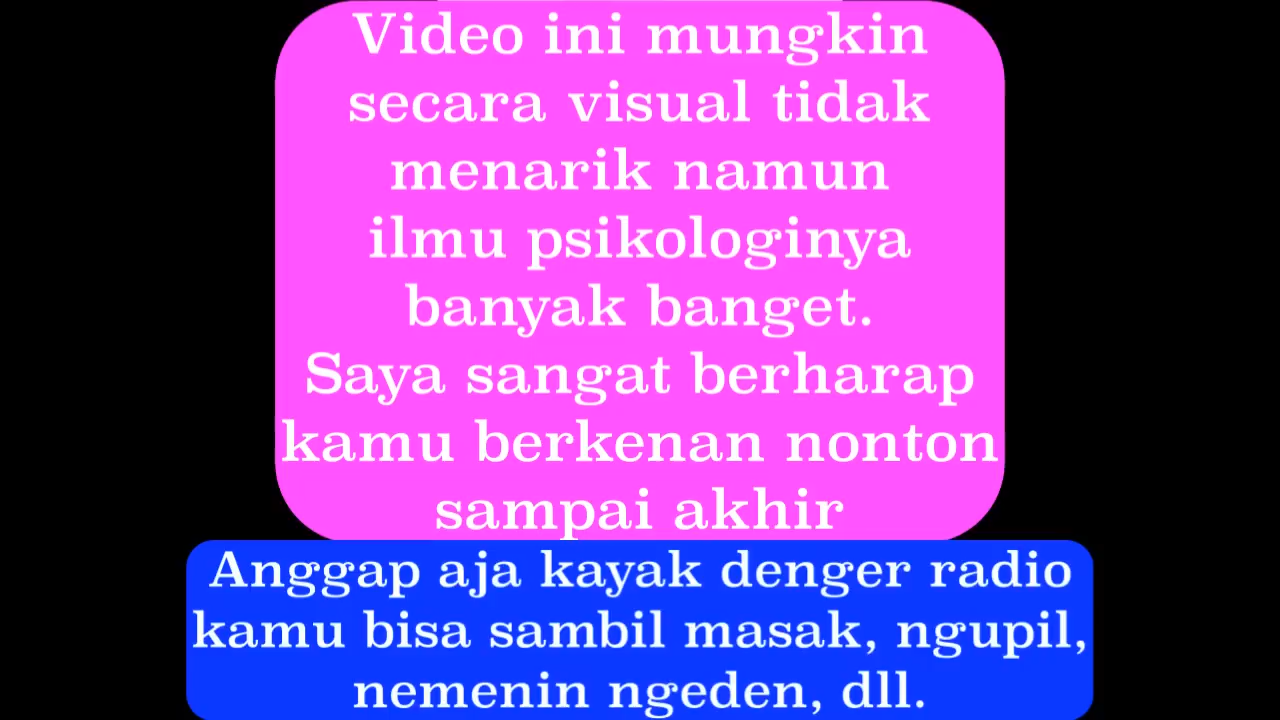 Video ini mungkin
secara visual tidak
menarik namun
ilmu psikologinya
banyak banget.
Saya sangat berharap
kamu berkenan nonton
sampai akhir
Anggap aja kayak denger radio
kamu bisa sambil masak, ngupil,
nemenin ngeden, dll.